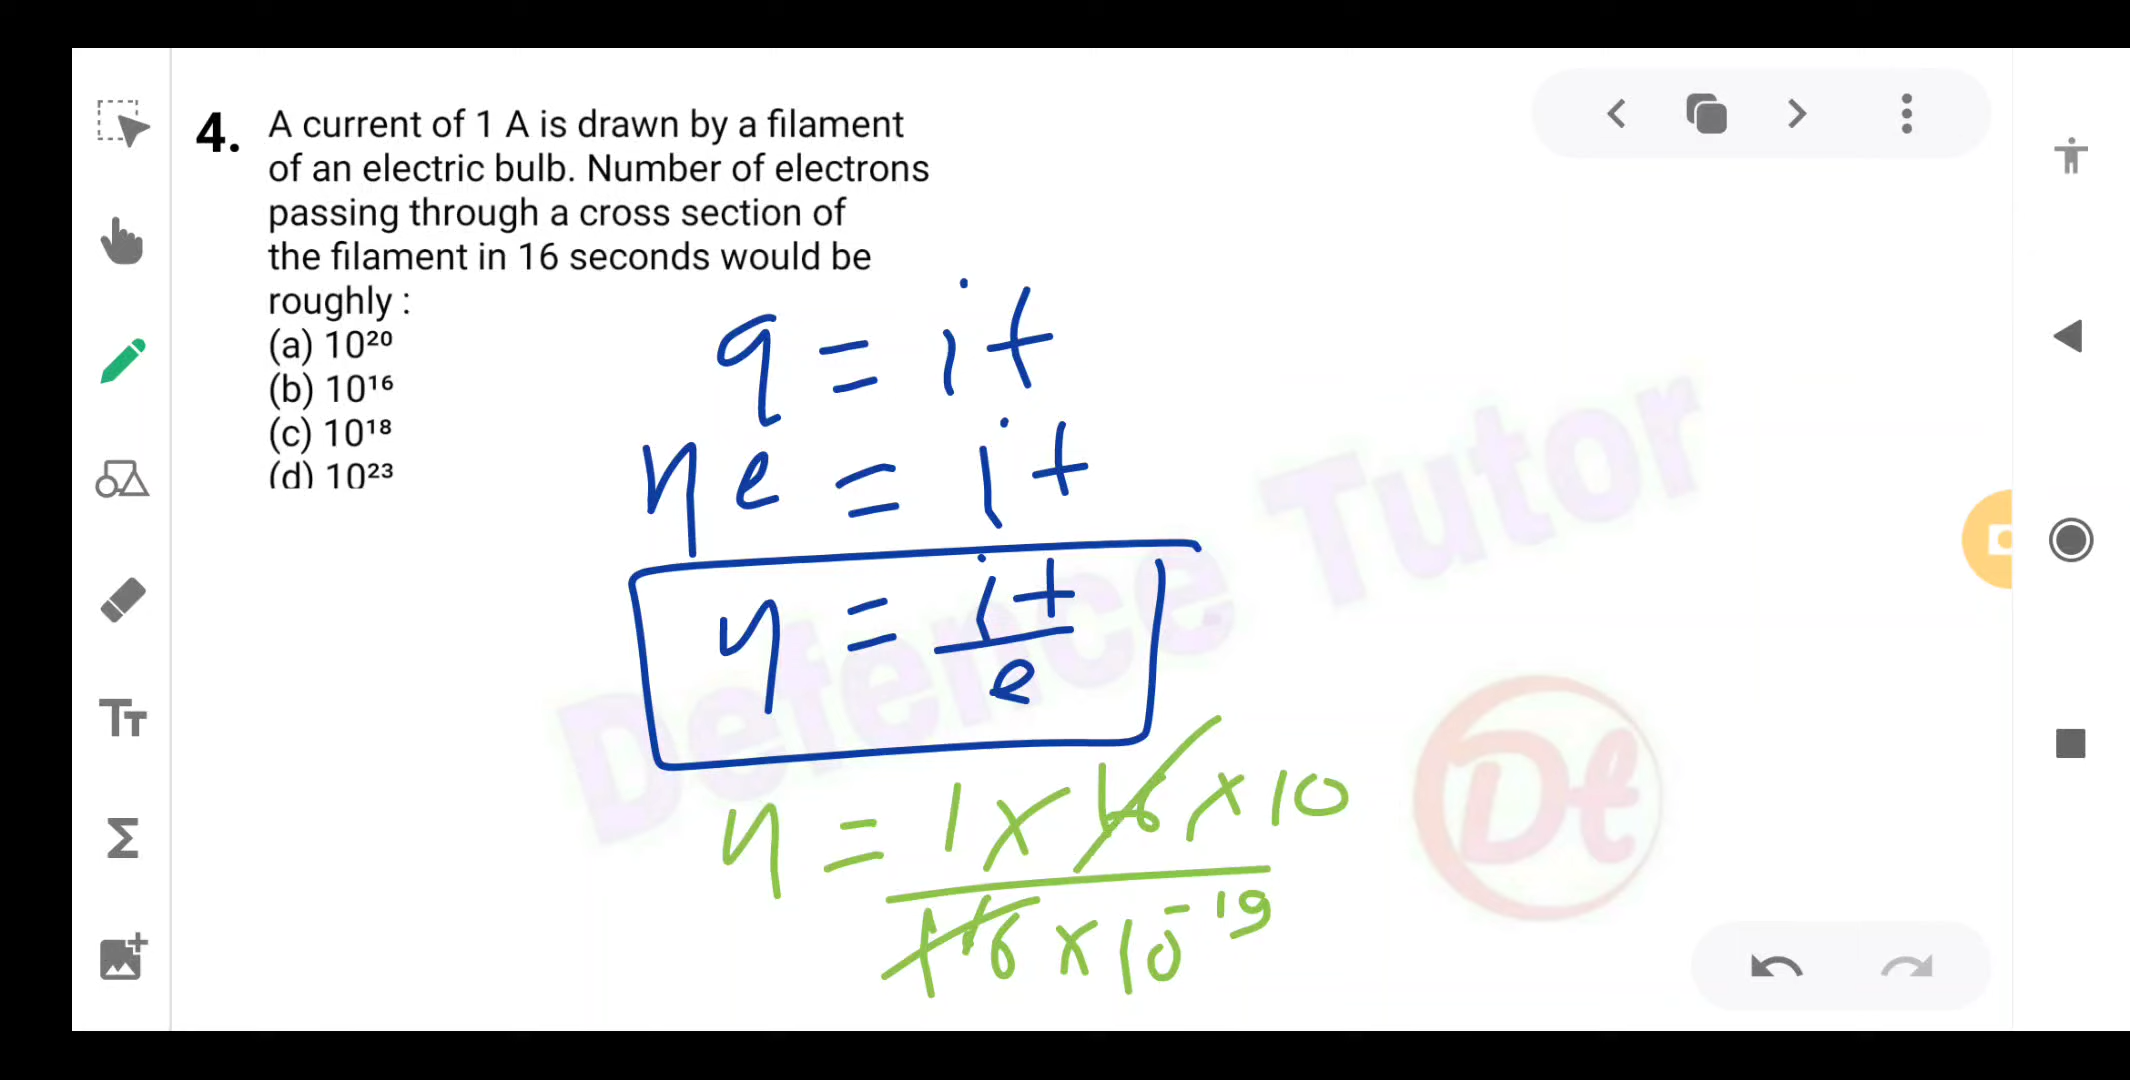 4. A current of 1 A is drawn by a filament
of an electric bulb. Number of electrons
passing through a cross section of
the filament in 16 seconds would be
roughly :
(a) 10²⁰
(b) 10¹⁶
(c) 10¹⁸
(d) 10²³
q = it
ne = it
n = it/e
n = 1 x 16 x 10
16 x 10⁻¹⁹
Defence Tutor
Dt
Tт
Σ